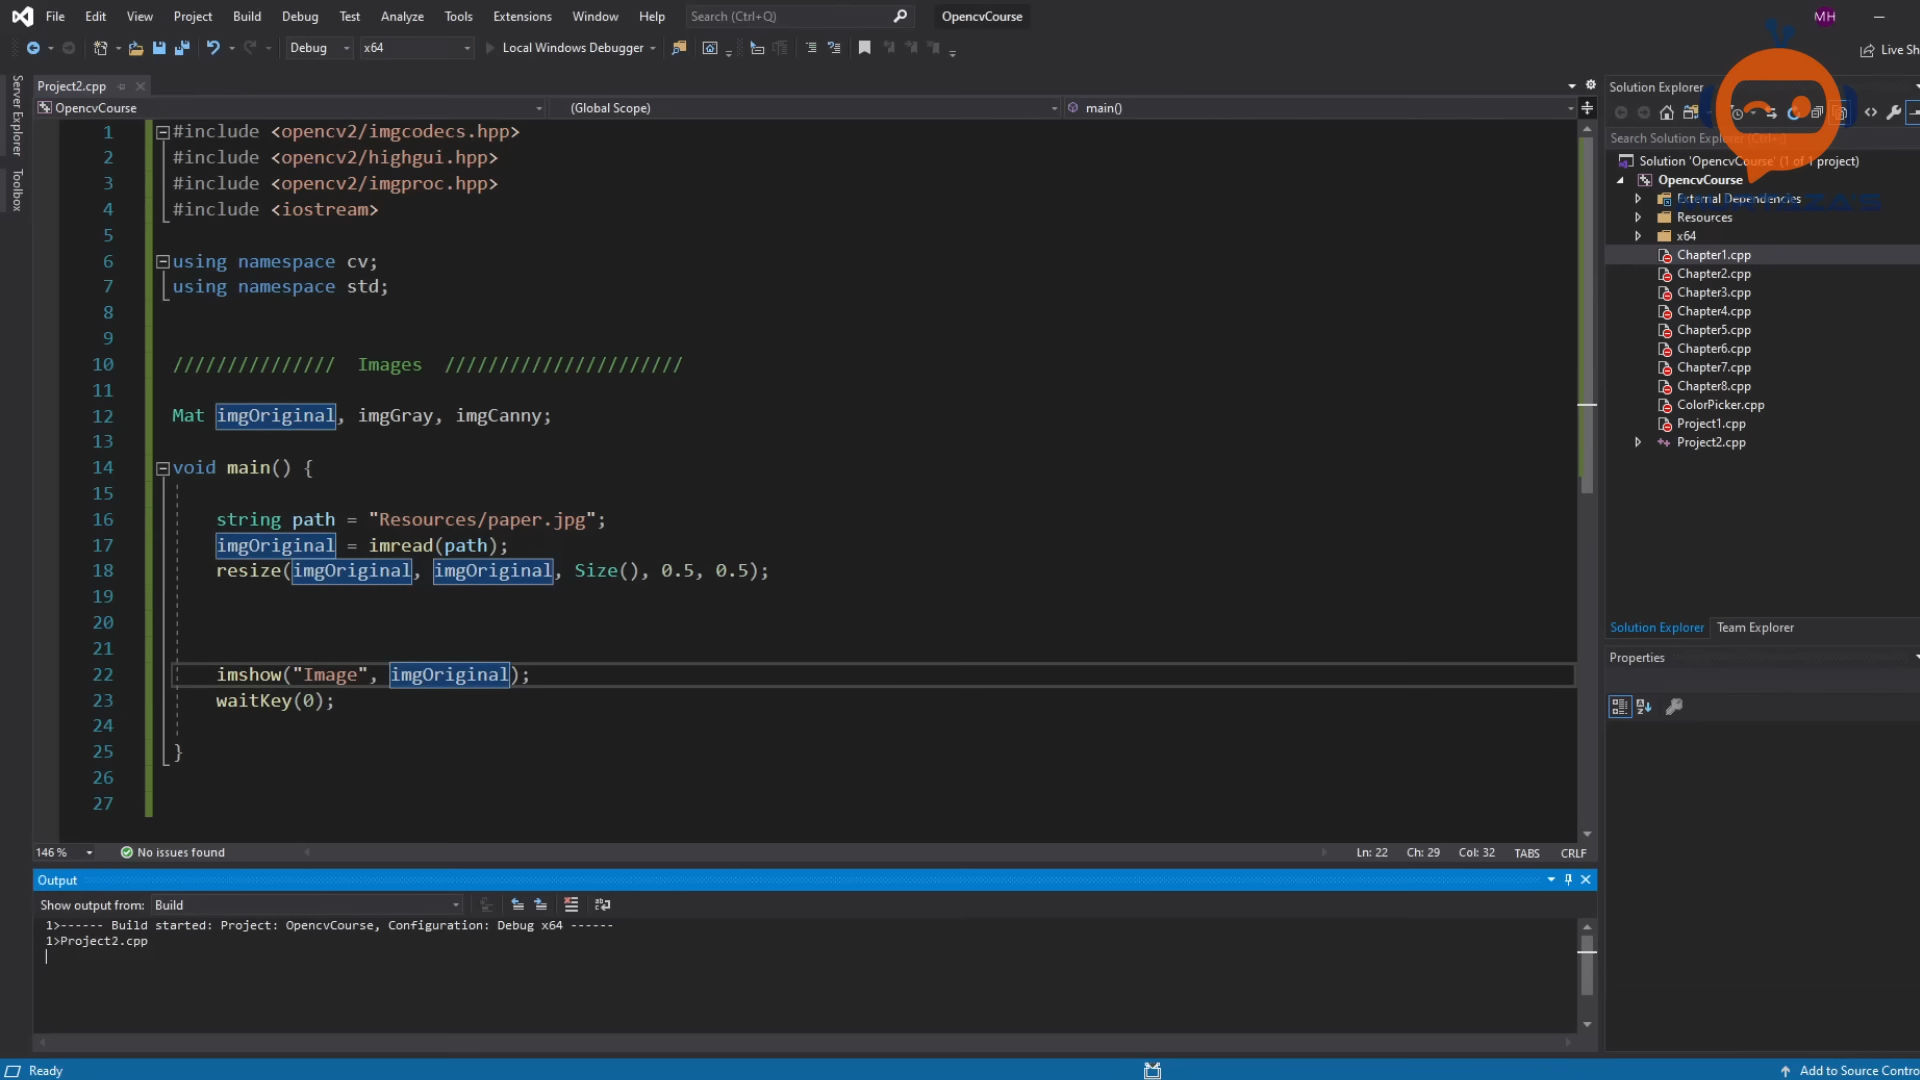 File Edit View Project Build Debug Test Analyze Tools Extensions Window Help Search (Ctrl+Q) OpencvCourse MH
Debug x64 Local Windows Debugger Live Sh
Server Explorer
Toolbox
Project2.cpp
OpencvCourse (Global Scope) main()
1 #include <opencv2/imgcodecs.hpp>
2 #include <opencv2/highgui.hpp>
3 #include <opencv2/imgproc.hpp>
4 #include <iostream>
5
6 using namespace cv;
7 using namespace std;
8
9
10 /////////////// Images //////////////////////
11
12 Mat imgOriginal, imgGray, imgCanny;
13
14 void main() {
15
16 string path = "Resources/paper.jpg";
17 imgOriginal = imread(path);
18 resize(imgOriginal, imgOriginal, Size(), 0.5, 0.5);
19
20
21
22 imshow("Image", imgOriginal);
23 waitKey(0);
24
25 }
26
27
146 % No issues found Ln: 22 Ch: 29 Col: 32 TABS CRLF
Output
Show output from: Build
1>------ Build started: Project: OpencvCourse, Configuration: Debug x64 ------
1>Project2.cpp
Solution Explorer
Search Solution Explorer (Ctrl+;)
Solution 'OpencvCourse' (1 of 1 project)
OpencvCourse
External Dependencies
Resources
x64
Chapter1.cpp
Chapter2.cpp
Chapter3.cpp
Chapter4.cpp
Chapter5.cpp
Chapter6.cpp
Chapter7.cpp
Chapter8.cpp
ColorPicker.cpp
Project1.cpp
Project2.cpp
Solution Explorer Team Explorer
Properties
Ready Add to Source Contro